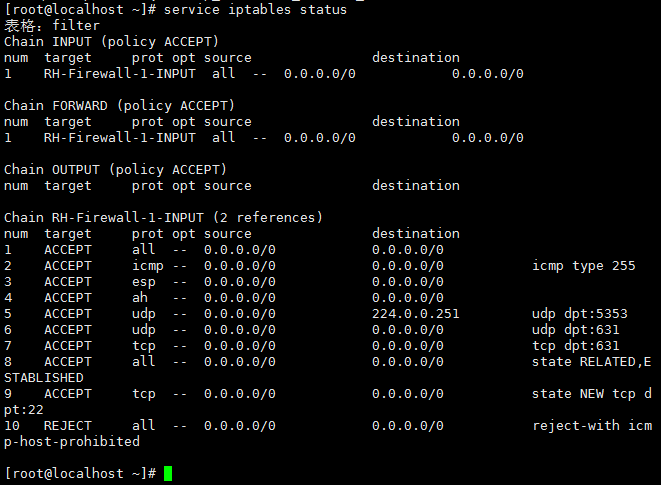 [root@localhost ~]# service iptables status
表格：filter
Chain INPUT (policy ACCEPT)
num  target     prot opt source               destination
1    RH-Firewall-1-INPUT  all  --  0.0.0.0/0            0.0.0.0/0

Chain FORWARD (policy ACCEPT)
num  target     prot opt source               destination
1    RH-Firewall-1-INPUT  all  --  0.0.0.0/0            0.0.0.0/0

Chain OUTPUT (policy ACCEPT)
num  target     prot opt source               destination

Chain RH-Firewall-1-INPUT (2 references)
num  target     prot opt source               destination
1    ACCEPT     all  --  0.0.0.0/0            0.0.0.0/0
2    ACCEPT     icmp --  0.0.0.0/0            0.0.0.0/0           icmp type 255
3    ACCEPT     esp  --  0.0.0.0/0            0.0.0.0/0
4    ACCEPT     ah   --  0.0.0.0/0            0.0.0.0/0
5    ACCEPT     udp  --  0.0.0.0/0            224.0.0.251         udp dpt:5353
6    ACCEPT     udp  --  0.0.0.0/0            0.0.0.0/0           udp dpt:631
7    ACCEPT     tcp  --  0.0.0.0/0            0.0.0.0/0           tcp dpt:631
8    ACCEPT     all  --  0.0.0.0/0            0.0.0.0/0           state RELATED,E
STABLISHED
9    ACCEPT     tcp  --  0.0.0.0/0            0.0.0.0/0           state NEW tcp d
pt:22
10   REJECT     all  --  0.0.0.0/0            0.0.0.0/0           reject-with icm
p-host-prohibited

[root@localhost ~]#